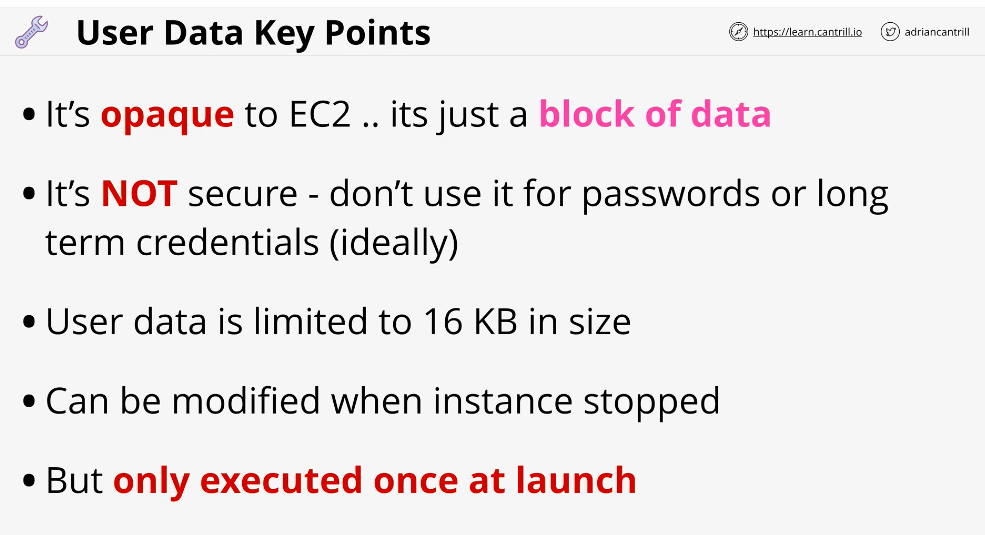 User Data Key Points
https://learn.cantrill.io
adriancantrill
• It’s opaque to EC2 .. its just a block of data
• It’s NOT secure - don’t use it for passwords or long
term credentials (ideally)
• User data is limited to 16 KB in size
• Can be modified when instance stopped
• But only executed once at launch